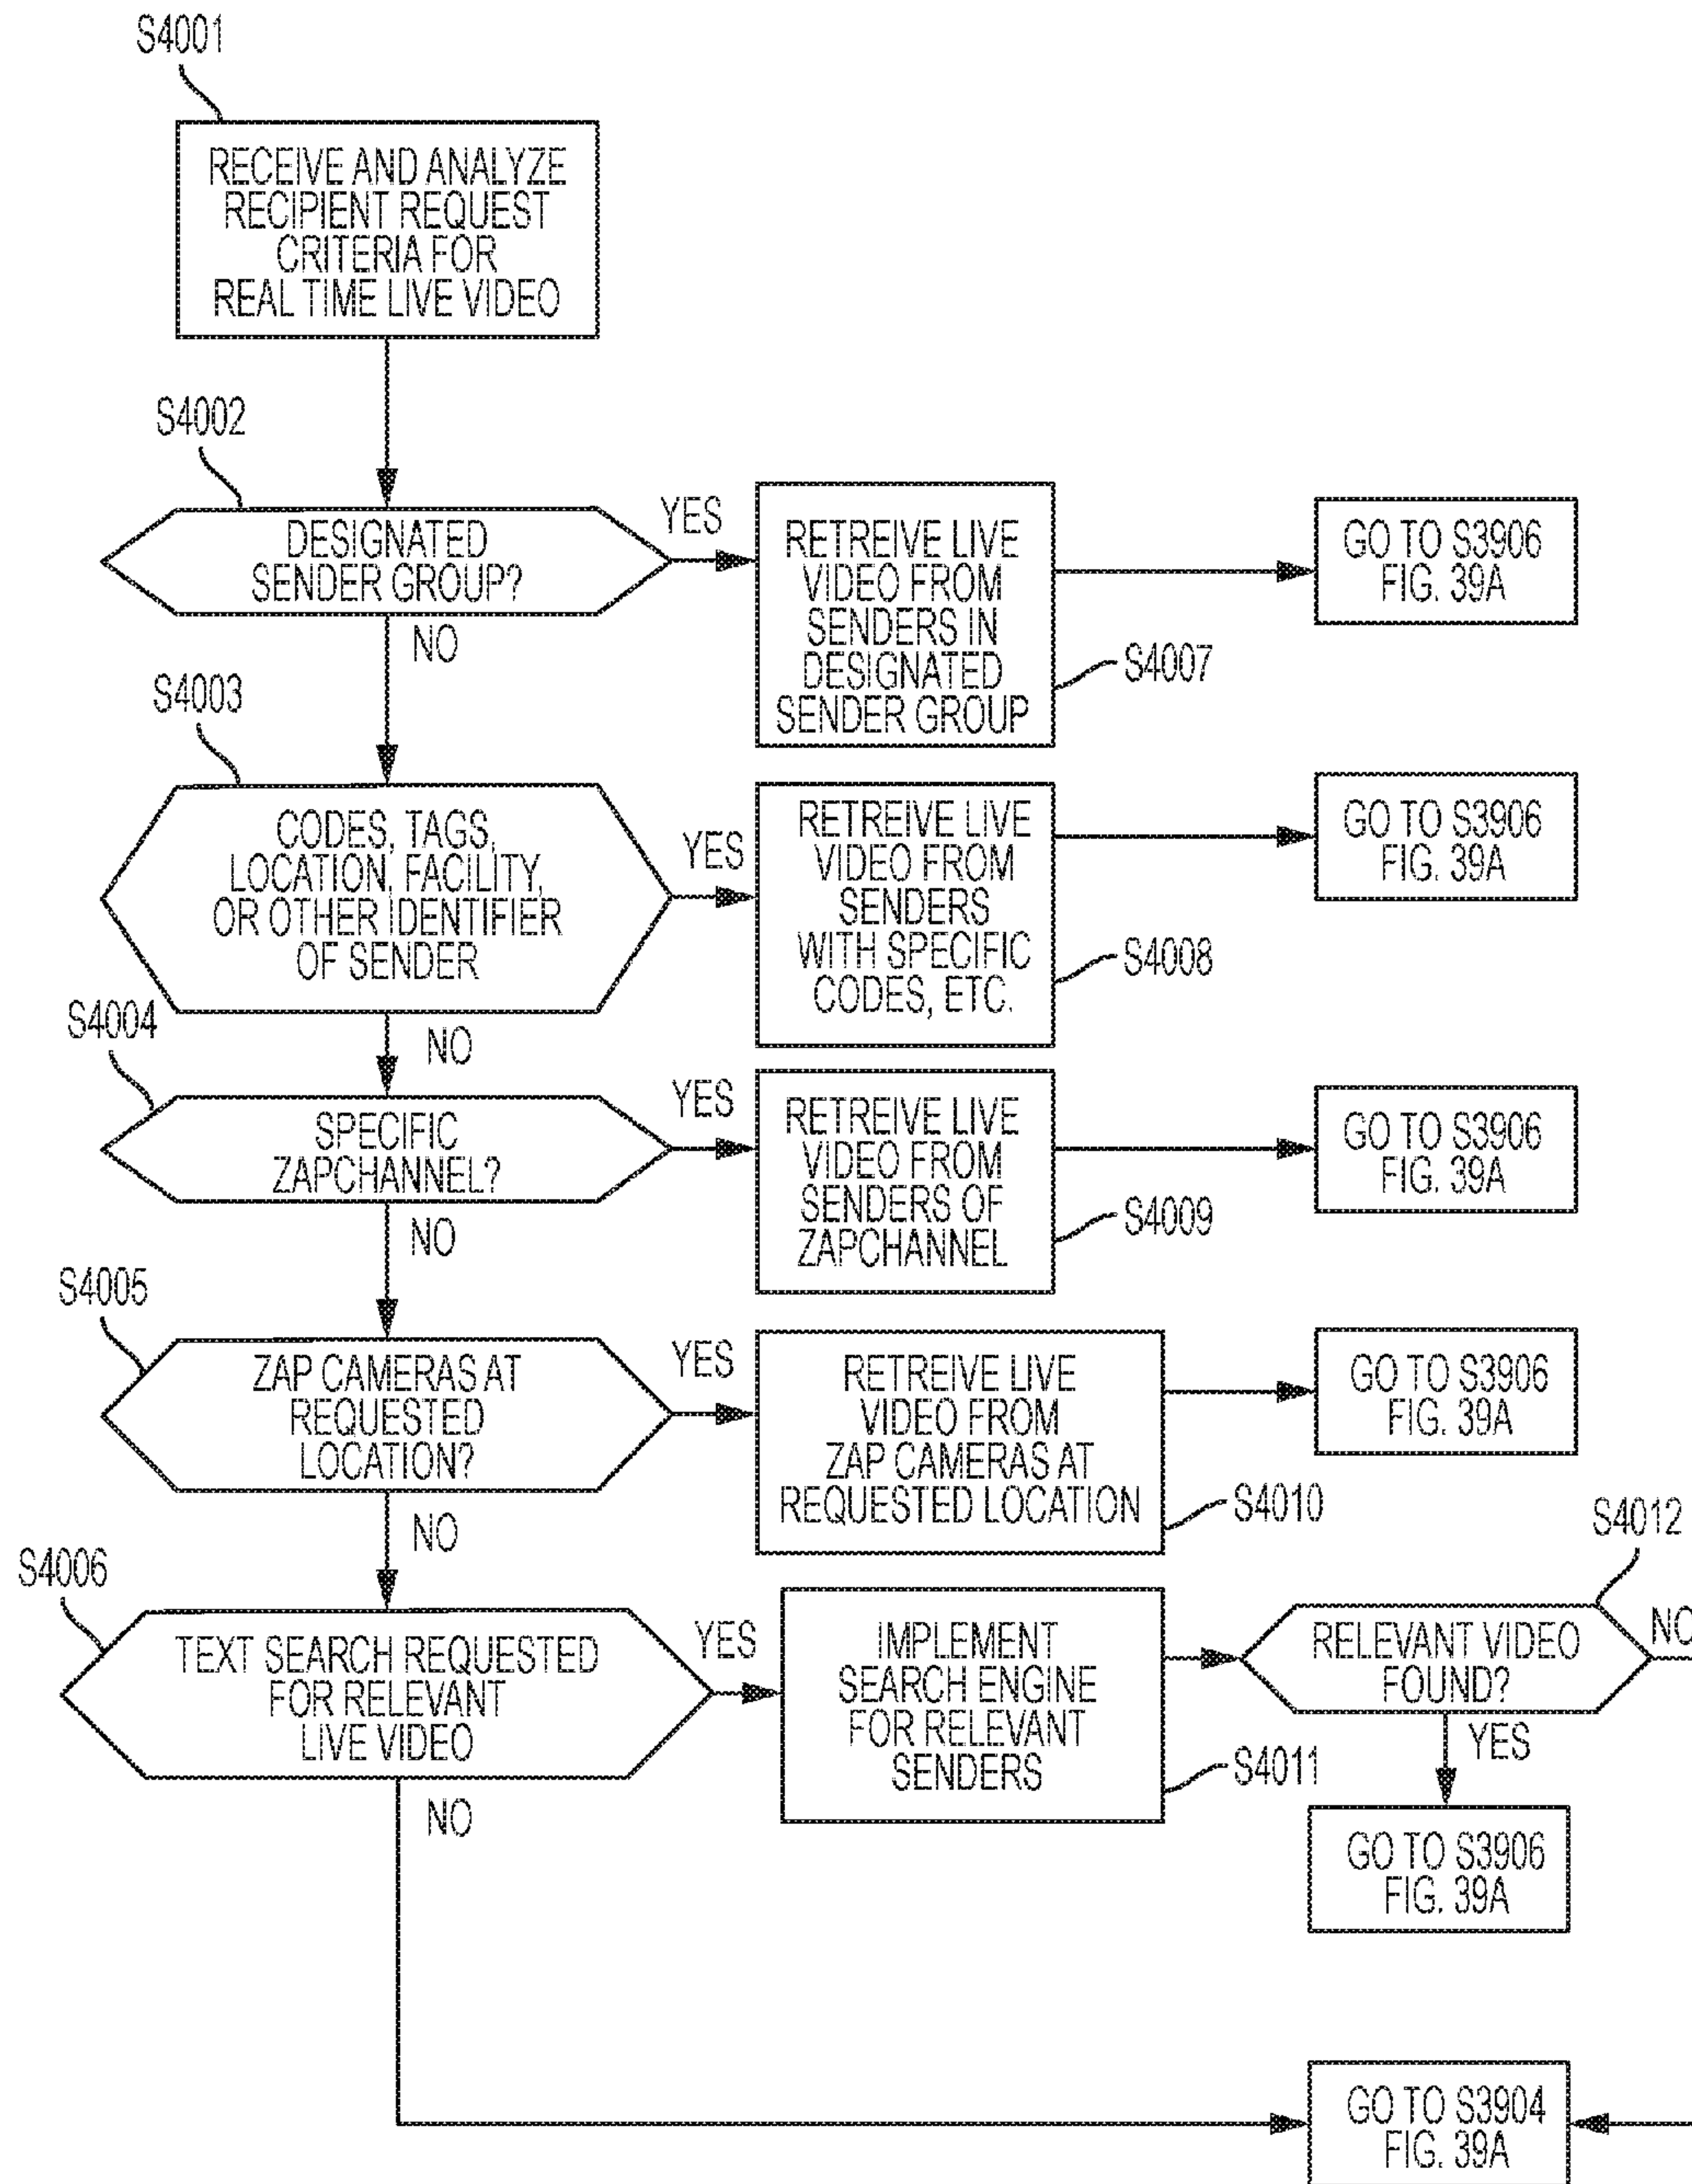 S4001
RECEIVE AND ANALYZE
RECIPIENT REQUEST
CRITERIA FOR
REAL TIME LIVE VIDEO
S4002
DESIGNATED
SENDER GROUP?
YES
NO
RETREIVE LIVE
VIDEO FROM
SENDERS IN
DESIGNATED
SENDER GROUP
S4007
GO TO S3906
FIG. 39A
S4003
CODES, TAGS,
LOCATION, FACILITY,
OR OTHER IDENTIFIER
OF SENDER
YES
NO
RETREIVE LIVE
VIDEO FROM
SENDERS
WITH SPECIFIC
CODES, ETC.
S4008
GO TO S3906
FIG. 39A
S4004
SPECIFIC
ZAPCHANNEL?
YES
NO
RETREIVE LIVE
VIDEO FROM
SENDERS OF
ZAPCHANNEL
S4009
GO TO S3906
FIG. 39A
S4005
ZAP CAMERAS AT
REQUESTED
LOCATION?
YES
NO
RETREIVE LIVE
VIDEO FROM
ZAP CAMERAS AT
REQUESTED LOCATION
S4010
GO TO S3906
FIG. 39A
S4006
TEXT SEARCH REQUESTED
FOR RELEVANT
LIVE VIDEO
YES
NO
IMPLEMENT
SEARCH ENGINE
FOR RELEVANT
SENDERS
S4011
S4012
RELEVANT VIDEO
FOUND?
NO
YES
GO TO S3906
FIG. 39A
GO TO S3904
FIG. 39A